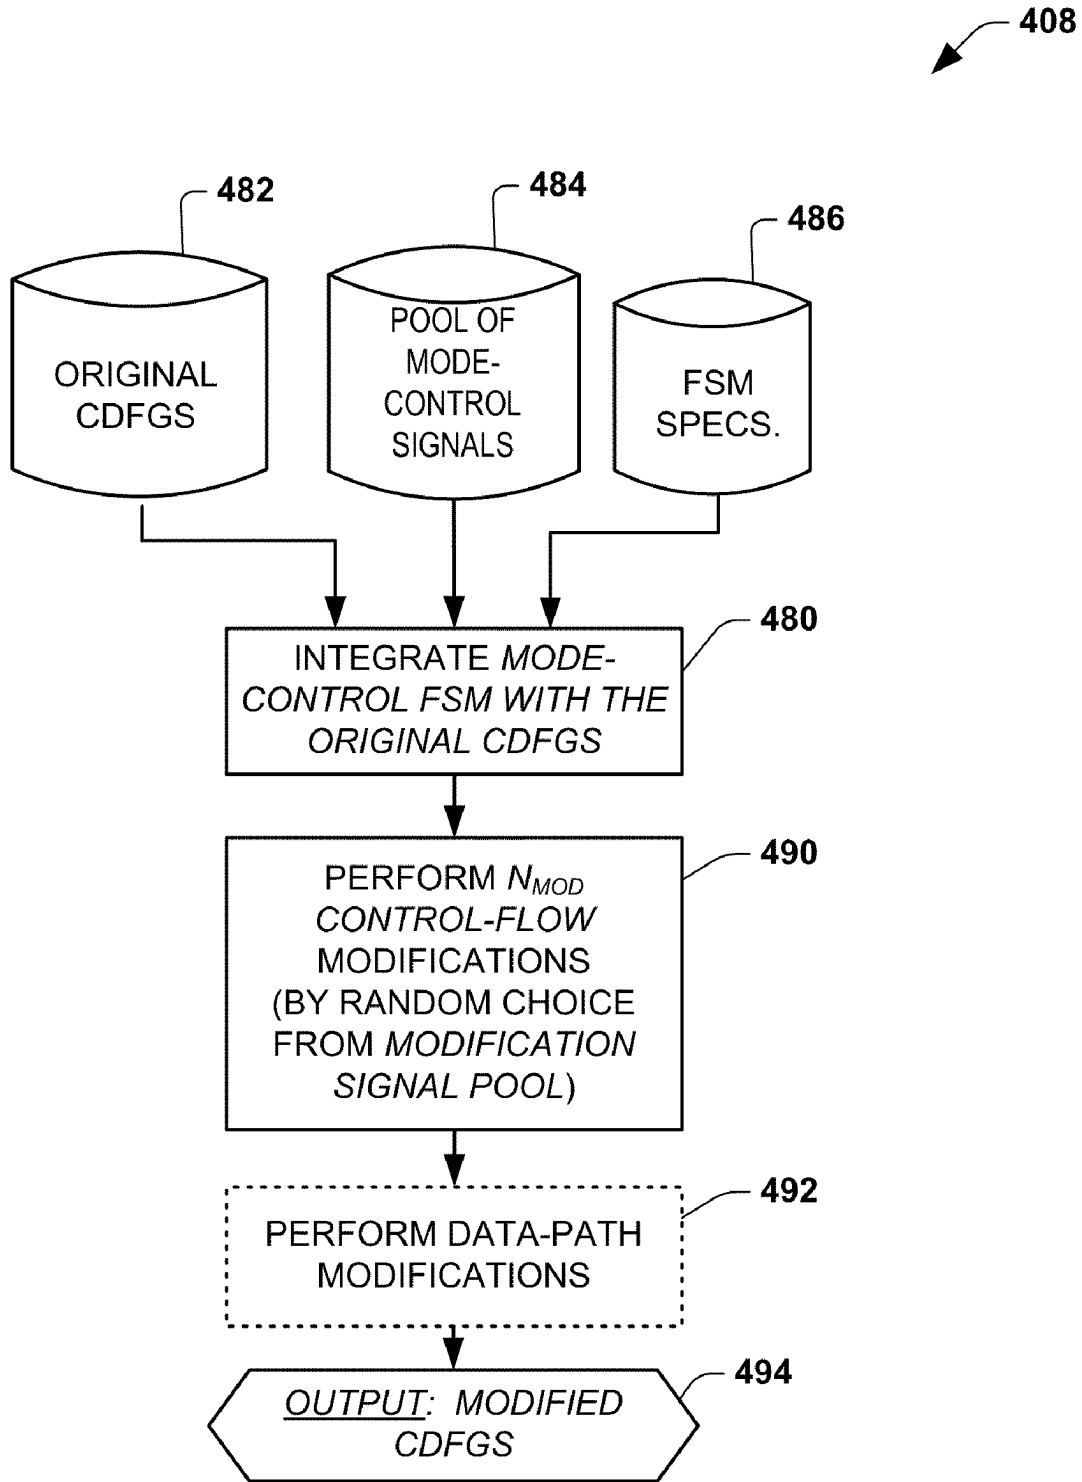 408
482
484
486
ORIGINAL
CDFGS
POOL OF
MODE-
CONTROL
SIGNALS
FSM
SPECS.
480
INTEGRATE MODE-
CONTROL FSM WITH THE
ORIGINAL CDFGS
490
PERFORM NMOD
CONTROL-FLOW
MODIFICATIONS
(BY RANDOM CHOICE
FROM MODIFICATION
SIGNAL POOL)
492
PERFORM DATA-PATH
MODIFICATIONS
494
OUTPUT: MODIFIED
CDFGS